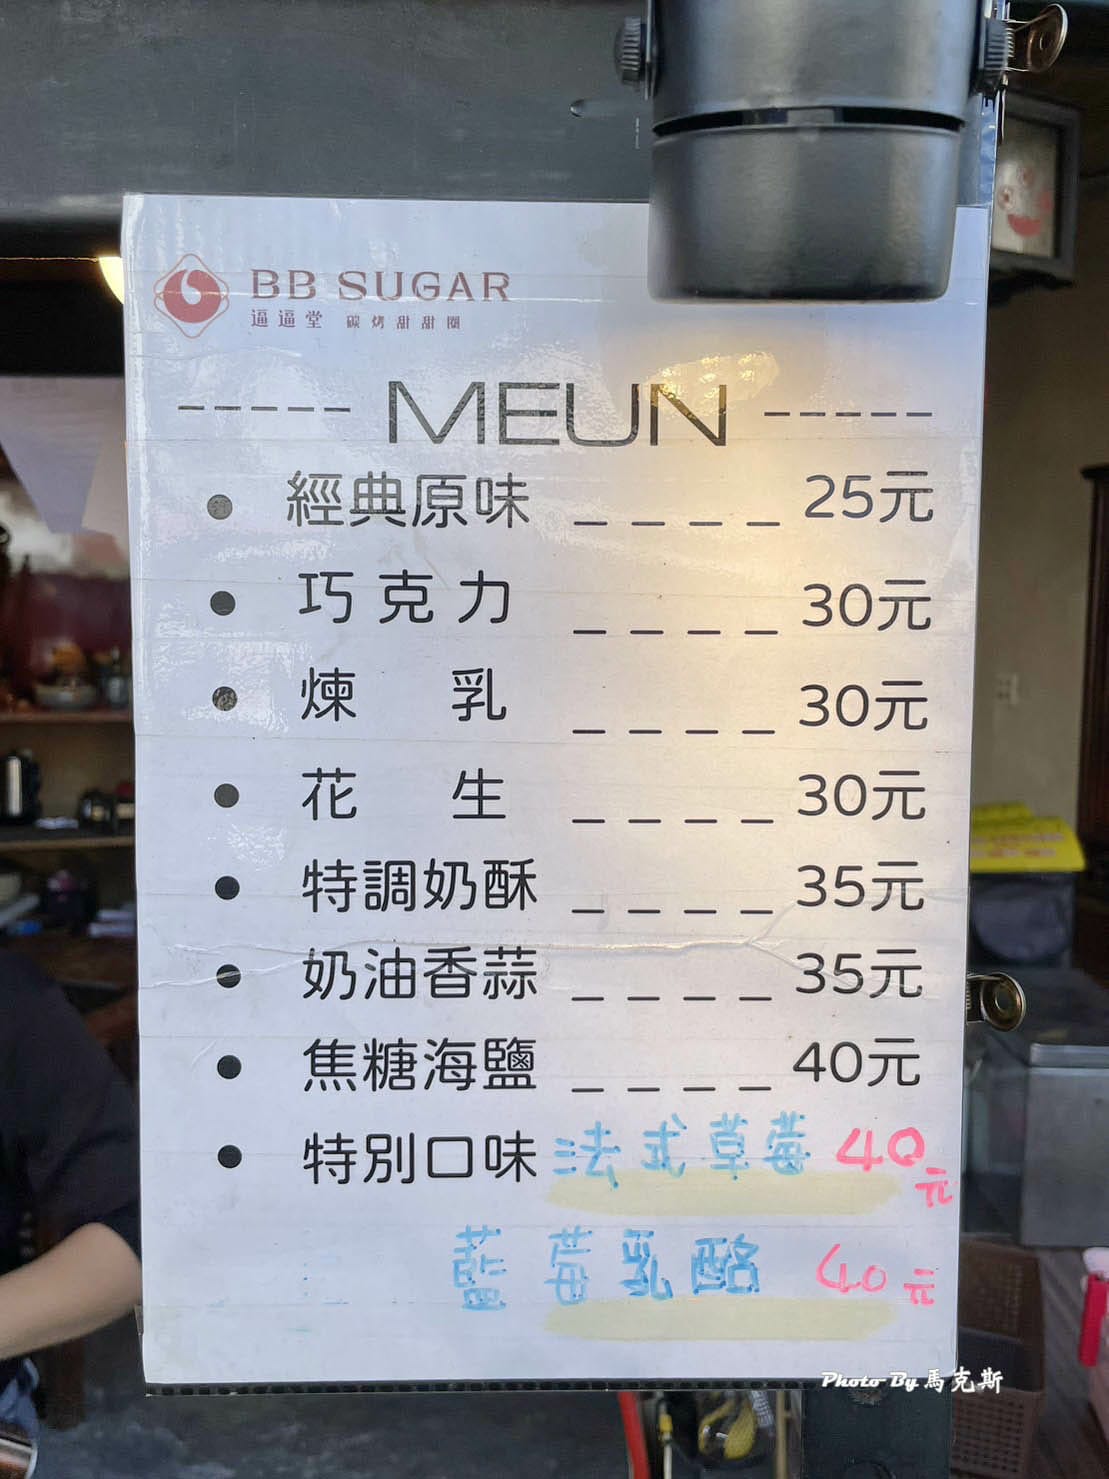 BB SUGAR
逼逼堂 碳烤甜甜圈
----- MEUN -----
● 經典原味 _ _ _ _ 25元
● 巧克力 _ _ _ _ 30元
● 煉乳 _ _ _ _ 30元
● 花生 _ _ _ _ 30元
● 特調奶酥 _ _ _ _ 35元
● 奶油香蒜 _ _ _ _ 35元
● 焦糖海鹽 _ _ _ _ 40元
● 特別口味 法式草莓 40元
藍莓乳酪 40元
Photo By 馬克斯